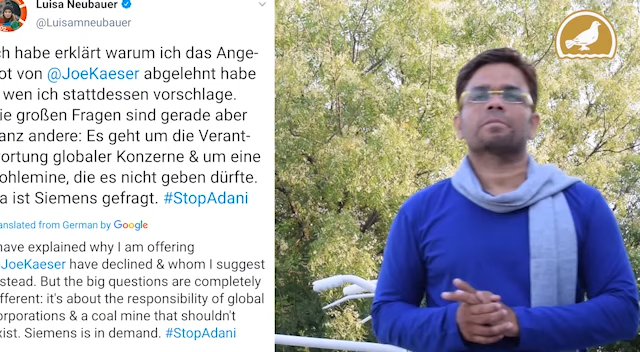 Luisa Neubauer
@Luisamneubauer
ch habe erklärt warum ich das Ange-
ot von @JoeKaeser abgelehnt habe
wen ich stattdessen vorschlage.
ie großen Fragen sind gerade aber
anz andere: Es geht um die Verant-
ortung globaler Konzerne & um eine
ohlemine, die es nicht geben dürfte.
a ist Siemens gefragt. #StopAdani
anslated from German by Google
have explained why I am offering
@JoeKaeser have declined & whom I suggest
stead. But the big questions are completely
fferent: it's about the responsibility of global
orporations & a coal mine that shouldn't
xist. Siemens is in demand. #StopAdani